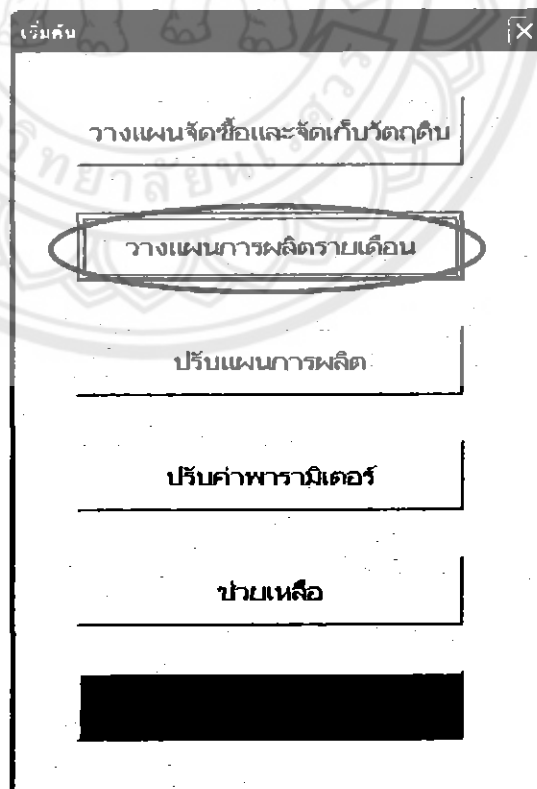 เริ่มต้น
วางแผนจัดซื้อและจัดเก็บวัตถุดิบ
วางแผนการผลิตรายเดือน
ปรับแผนการผลิต
ปรับค่าพารามิเตอร์
ช่วยเหลือ